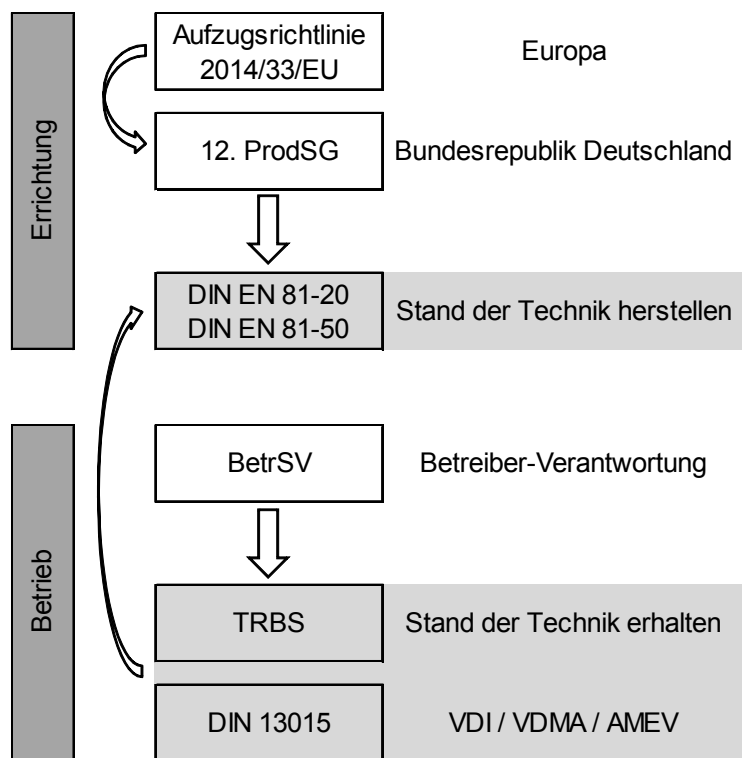 Errichtung
Aufzugsrichtlinie
2014/33/EU
Europa
12. ProdSG
Bundesrepublik Deutschland
DIN EN 81-20
DIN EN 81-50
Stand der Technik herstellen
Betrieb
BetrSV
Betreiber-Verantwortung
TRBS
Stand der Technik erhalten
DIN 13015
VDI / VDMA / AMEV